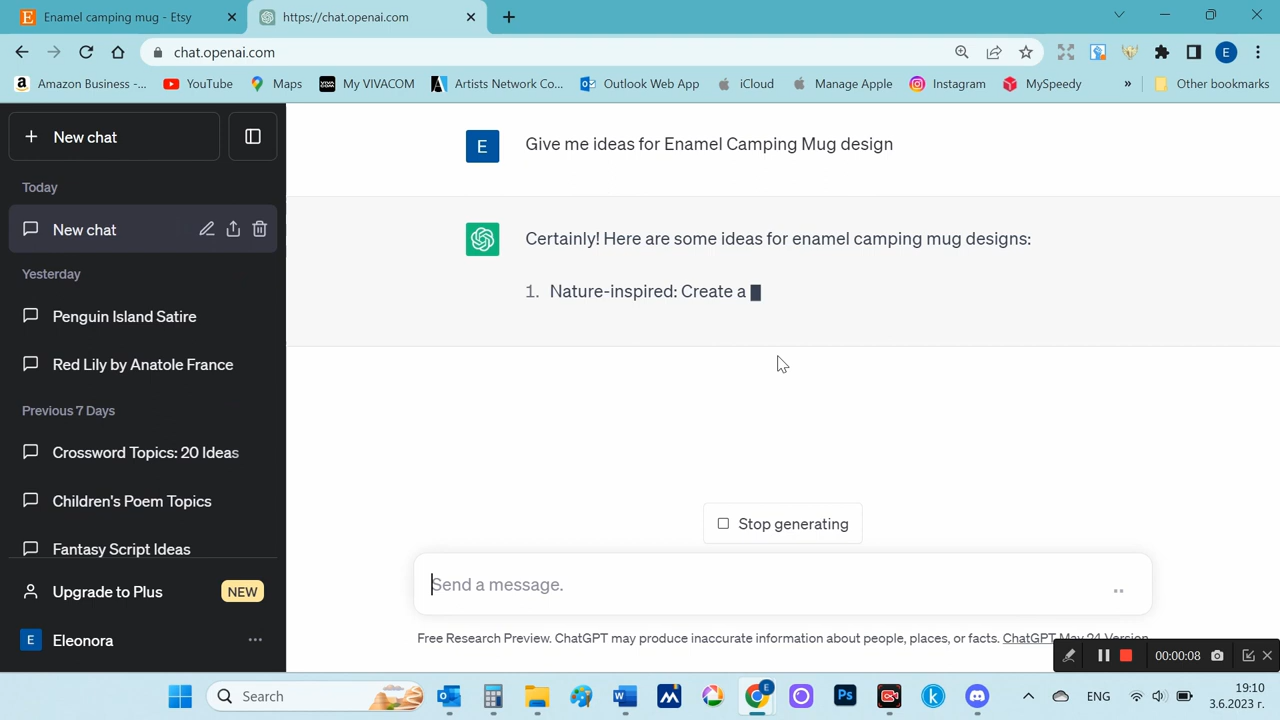 Enamel camping mug - Etsy
https://chat.openai.com
chat.openai.com
E
Amazon Business -...
YouTube
Maps
My VIVACOM
Artists Network Co...
Outlook Web App
iCloud
Manage Apple
Instagram
MySpeedy
»
Other bookmarks
+ New chat
Today
New chat
Yesterday
Penguin Island Satire
Red Lily by Anatole France
Previous 7 Days
Crossword Topics: 20 Ideas
Children's Poem Topics
Fantasy Script Ideas
Upgrade to Plus
NEW
E Eleonora ...
E Give me ideas for Enamel Camping Mug design
Certainly! Here are some ideas for enamel camping mug designs:
1. Nature-inspired: Create a
Stop generating
Send a message.
Free Research Preview. ChatGPT may produce inaccurate information about people, places, or facts. ChatGPT May 24 Version
00:00:08
Search
E
Ps
k
ENG
19:10
3.6.2023 г.